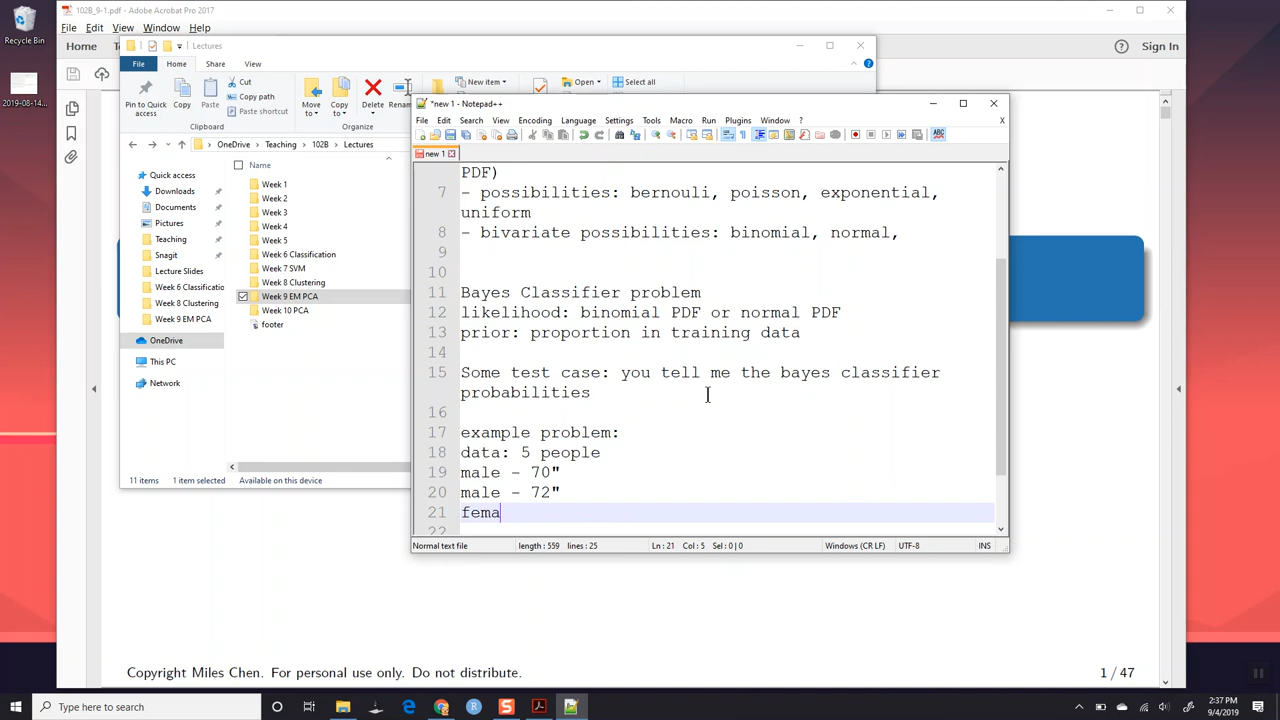 102B_9-1.pdf - Adobe Acrobat Pro 2017
File Edit View Window Help
Home
Sign In
Recycle Bin
2019-08-14...
Lectures
File Home Share View
Pin to Quick access
Copy
Paste
Cut
Copy path
Paste shortcut
Clipboard
Move to
Copy to
Delete
Organize
New item
Open
Select all
OneDrive > Teaching > 102B > Lectures
Quick access
Downloads
Documents
Pictures
Teaching
Snagit
Lecture Slides
Week 6 Classificatio
Week 8 Clustering
Week 9 EM PCA
OneDrive
This PC
Network
Name
Week 1
Week 2
Week 3
Week 4
Week 5
Week 6 Classification
Week 7 SVM
Week 8 Clustering
Week 9 EM PCA
Week 10 PCA
footer
11 items 1 item selected Available on this device
*new 1 - Notepad++
File Edit Search View Encoding Language Settings Tools Macro Run Plugins Window ? X
new 1
PDF)
7 - possibilities: bernouli, poisson, exponential,
uniform
8 - bivariate possibilities: binomial, normal,
9
10
11 Bayes Classifier problem
12 likelihood: binomial PDF or normal PDF
13 prior: proportion in training data
14
15 Some test case: you tell me the bayes classifier
probabilities
16
17 example problem:
18 data: 5 people
19 male - 70"
20 male - 72"
21 fema
22
Normal text file length : 559 lines : 25 Ln : 21 Col : 5 Sel : 0 | 0 Windows (CR LF) UTF-8 INS
Copyright Miles Chen. For personal use only. Do not distribute. 1 / 47
Type here to search
2:37 PM
9/4/2019